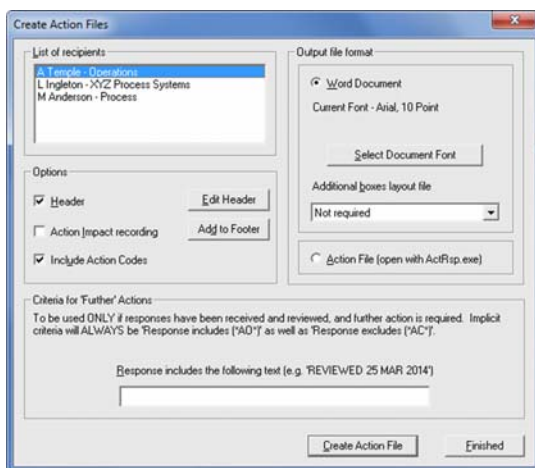 Create Action Files
List of recipients
A Temple - Operations
L Ingleton - XYZ Process Systems
M Anderson - Process
Options
Header
Edit Header
Action Impact recording
Add to Footer
Include Action Codes
Output file format
Word Document
Current Font - Arial, 10 Point
Select Document Font
Additional boxes layout file
Not required
Action File (open with ActRsp.exe)
Criteria for 'Further' Actions
To be used ONLY if responses have been received and reviewed, and further action is required. Implicit
criteria will ALWAYS be 'Response includes (*AO*)' as well as 'Response excludes (*AC*)'.
Response includes the following text (e.g. 'REVIEWED 25 MAR 2014')
Create Action File
Finished